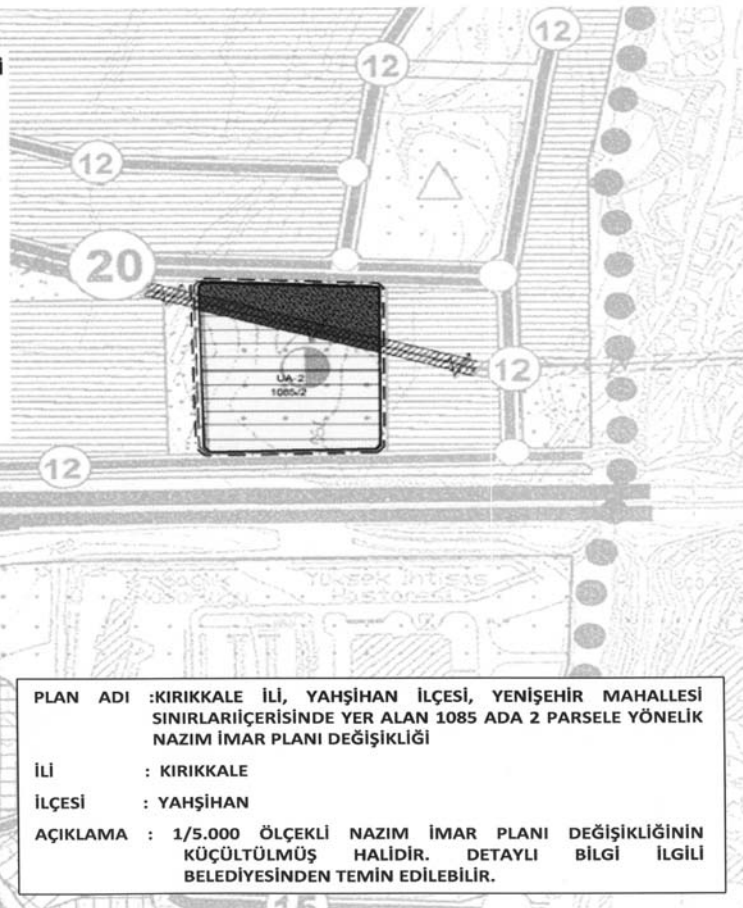 İ
12
12
12
20
UA-2
1085/2
12
12
Yüksek İhtisas
Hastanesi
PLAN ADI :KIRIKKALE İLİ, YAHŞİHAN İLÇESİ, YENİŞEHİR MAHALLESİ
SINIRLARIİÇERİSİNDE YER ALAN 1085 ADA 2 PARSELE YÖNELİK
NAZIM İMAR PLANI DEĞİŞİKLİĞİ
İLİ : KIRIKKALE
İLÇESİ : YAHŞİHAN
AÇIKLAMA : 1/5.000 ÖLÇEKLİ NAZIM İMAR PLANI DEĞİŞİKLİĞİNİN
KÜÇÜLTÜLMÜŞ HALİDİR. DETAYLI BİLGİ İLGİLİ
BELEDİYESİNDEN TEMİN EDİLEBİLİR.
15